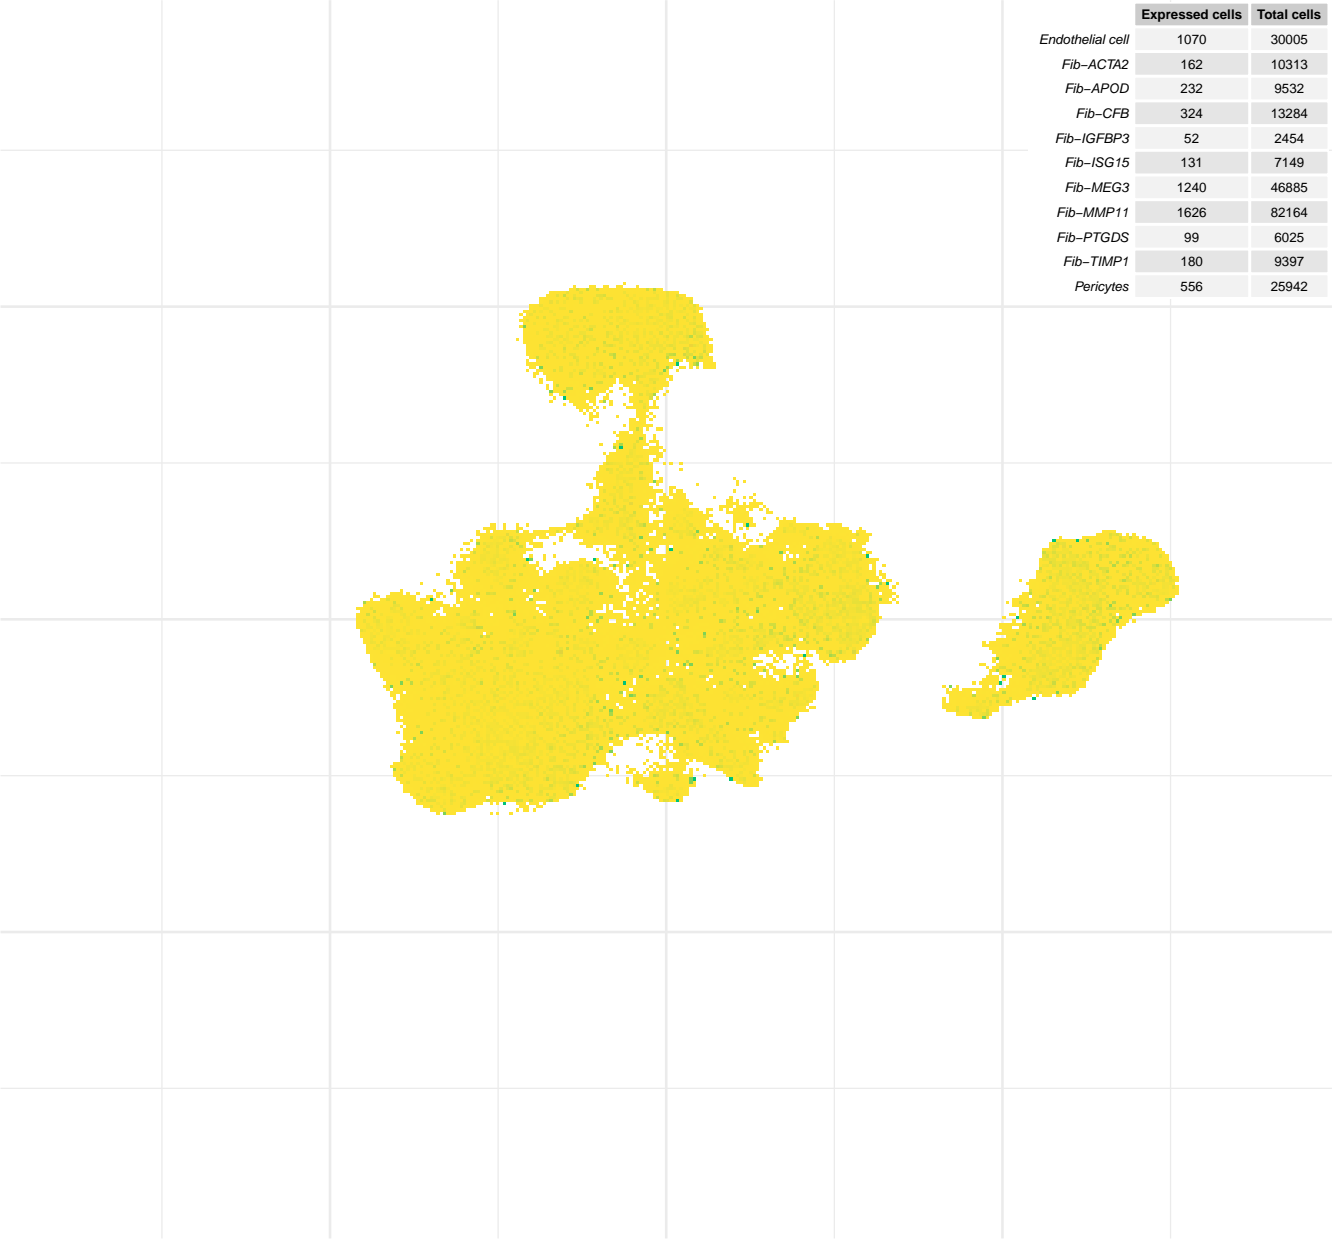 Expressed cells Total cells
Endothelial cell 1070 30005
Fib−ACTA2 162 10313
Fib−APOD 232 9532
Fib−CFB 324 13284
Fib−IGFBP3 52 2454
Fib−ISG15 131 7149
Fib−MEG3 1240 46885
Fib−MMP11 1626 82164
Fib−PTGDS 99 6025
Fib−TIMP1 180 9397
Pericytes 556 25942